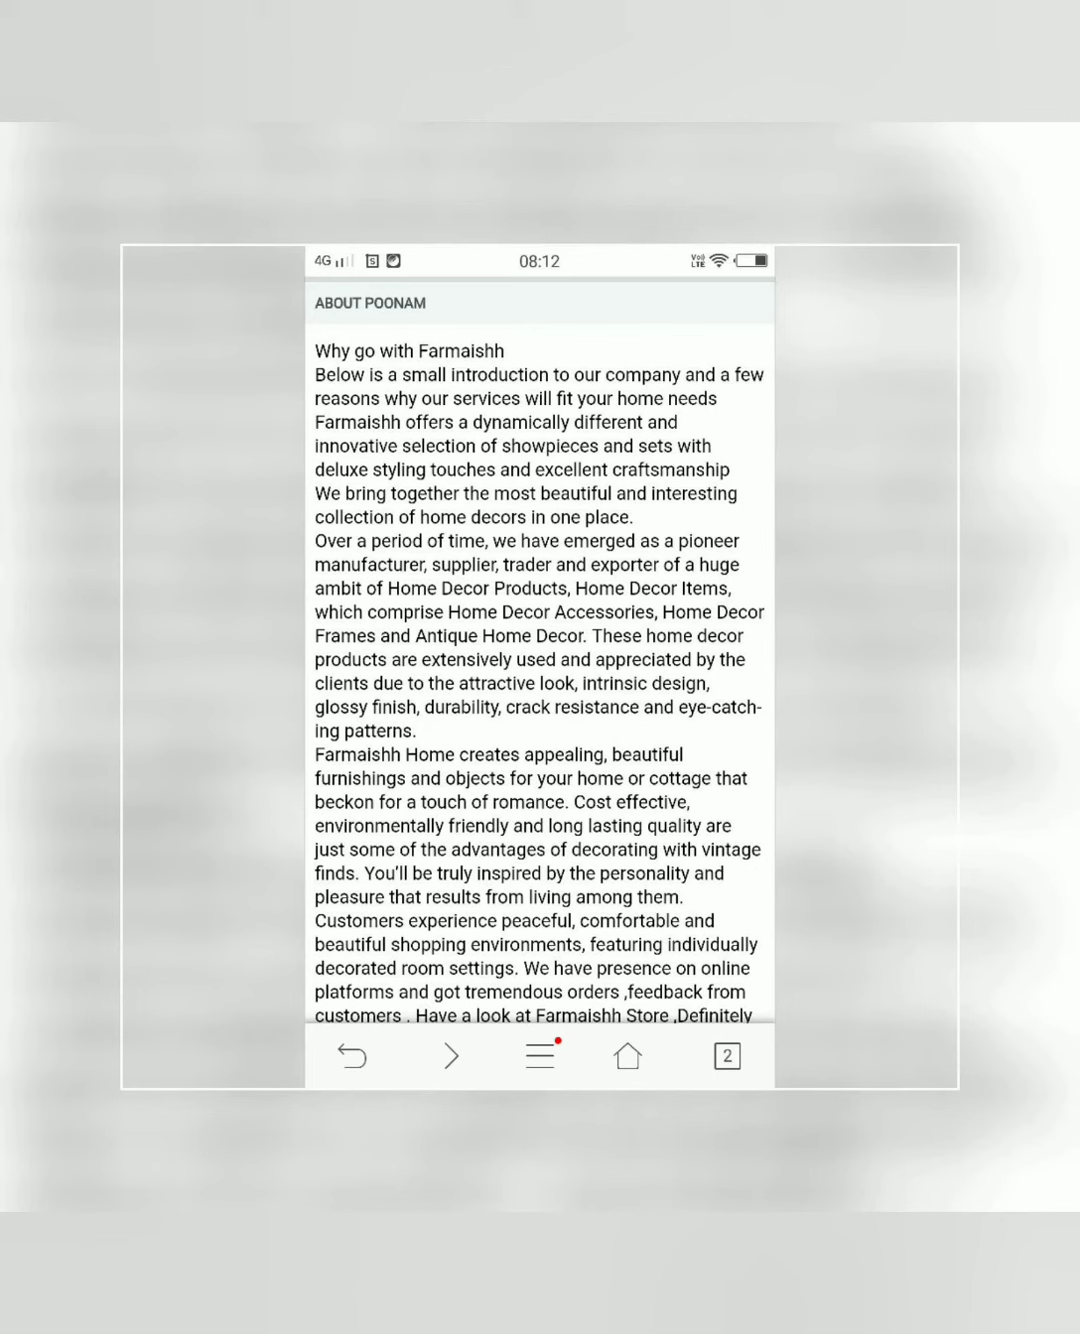 4G
08:12
Vo)) LTE
ABOUT POONAM
Why go with Farmaishh
Below is a small introduction to our company and a few
reasons why our services will fit your home needs
Farmaishh offers a dynamically different and
innovative selection of showpieces and sets with
deluxe styling touches and excellent craftsmanship
We bring together the most beautiful and interesting
collection of home decors in one place.
Over a period of time, we have emerged as a pioneer
manufacturer, supplier, trader and exporter of a huge
ambit of Home Decor Products, Home Decor Items,
which comprise Home Decor Accessories, Home Decor
Frames and Antique Home Decor. These home decor
products are extensively used and appreciated by the
clients due to the attractive look, intrinsic design,
glossy finish, durability, crack resistance and eye-catch-
ing patterns.
Farmaishh Home creates appealing, beautiful
furnishings and objects for your home or cottage that
beckon for a touch of romance. Cost effective,
environmentally friendly and long lasting quality are
just some of the advantages of decorating with vintage
finds. You'll be truly inspired by the personality and
pleasure that results from living among them.
Customers experience peaceful, comfortable and
beautiful shopping environments, featuring individually
decorated room settings. We have presence on online
platforms and got tremendous orders ,feedback from
customers . Have a look at Farmaishh Store ,Definitely
2